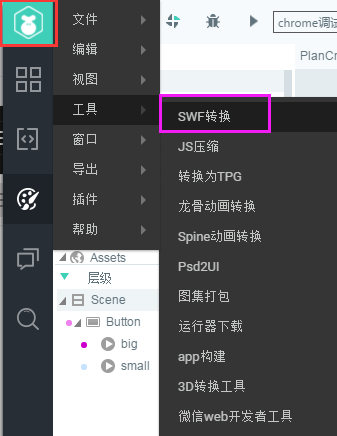 文件
编辑
视图
工具
窗口
导出
插件
帮助
chrome调试
PlanCr
SWF转换
JS压缩
转换为TPG
龙骨动画转换
Spine动画转换
Psd2UI
图集打包
运行器下载
app构建
3D转换工具
微信web开发者工具
Assets
层级
Scene
Button
big
small